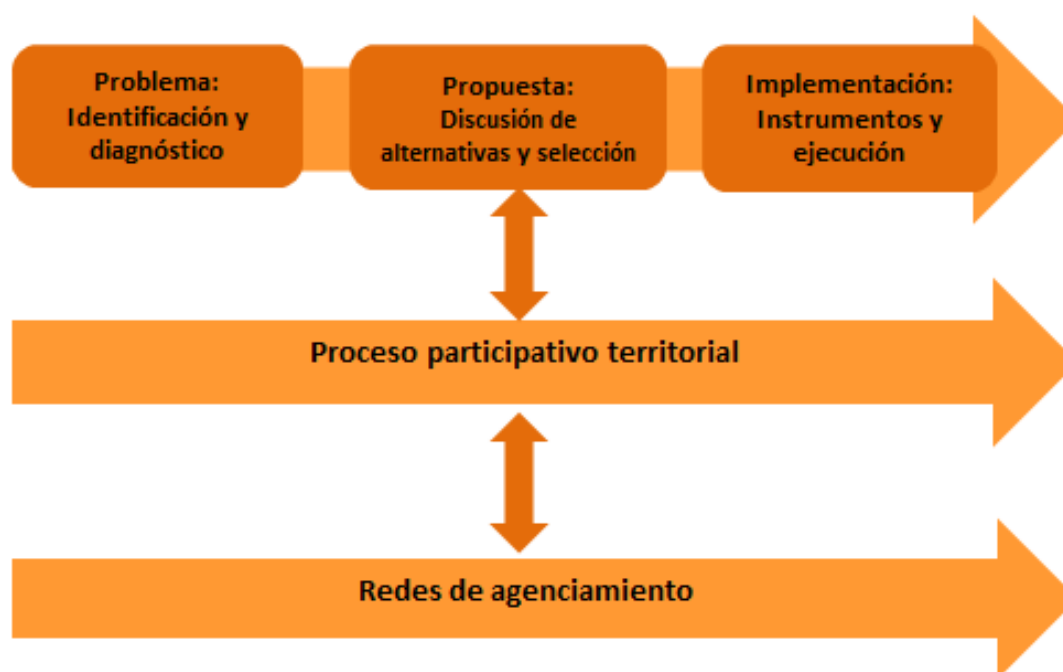 Problema:
Identificación y
diagnóstico
Propuesta:
Discusión de
alternativas y selección
Implementación:
Instrumentos y
ejecución
Proceso participativo territorial
Redes de agenciamiento